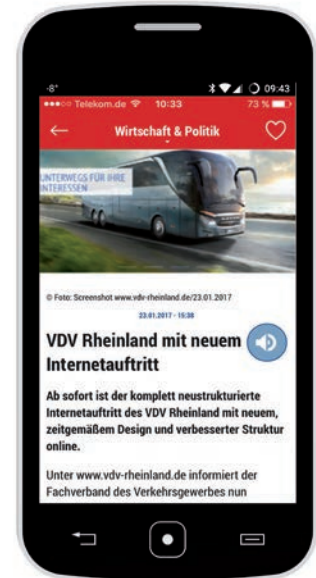 -8° 09:43
Telekom.de 10:33 73 %
Wirtschaft & Politik
UNTERWEGS FÜR IHRE
INTERESSEN
© Foto: Screenshot www.vdv-rheinland.de/23.01.2017
23.01.2017 - 15:38
VDV Rheinland mit neuem
Internetauftritt
Ab sofort ist der komplett neustrukturierte
Internetauftritt des VDV Rheinland mit neuem,
zeitgemäßem Design und verbesserter Struktur
online.
Unter www.vdv-rheinland.de informiert der
Fachverband des Verkehrsgewerbes nun